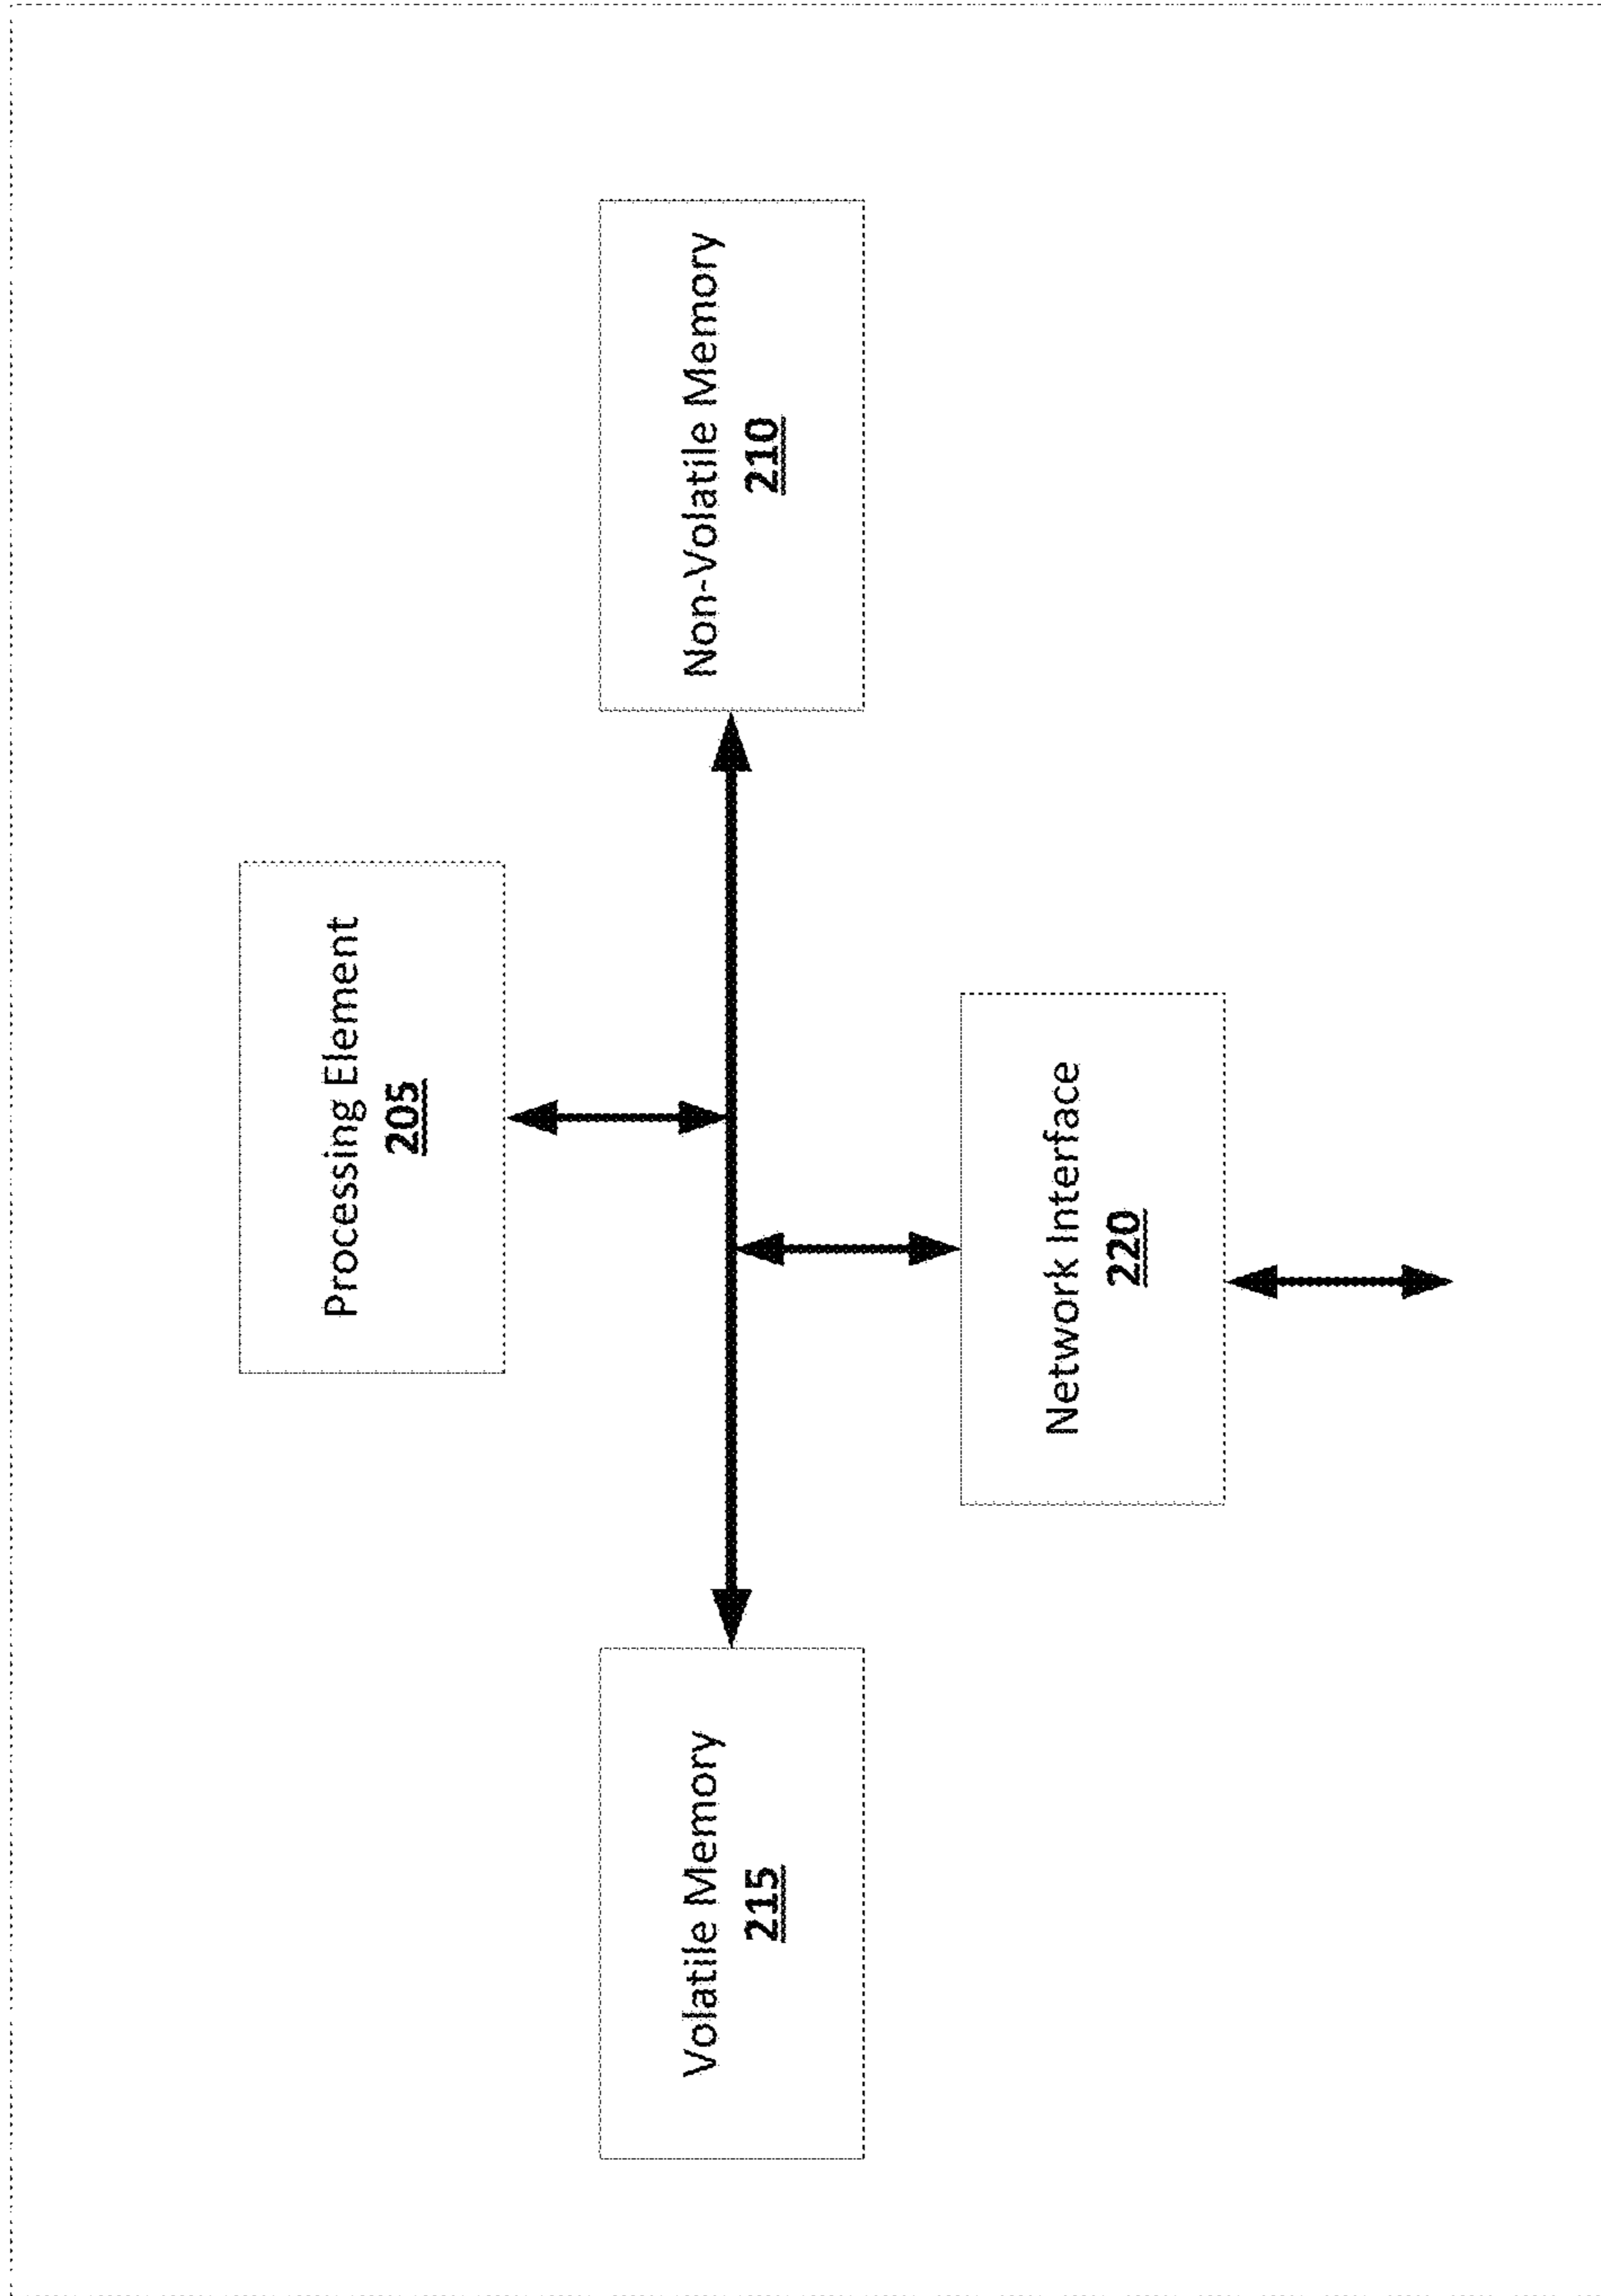 Processing Element
205
Volatile Memory
215
Non-Volatile Memory
210
Network Interface
220